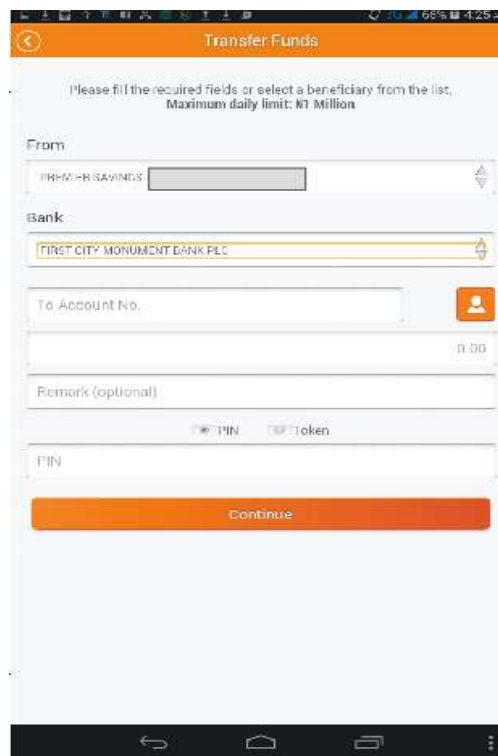 3G 66% 4:25
Transfer Funds
Please fill the required fields or select a beneficiary from the list.
Maximum daily limit: ₦1 Million
From
PREMIER SAVINGS
Bank
FIRST CITY MONUMENT BANK PLC
To Account No.
0.00
Remark (optional)
PIN Token
PIN
Continue